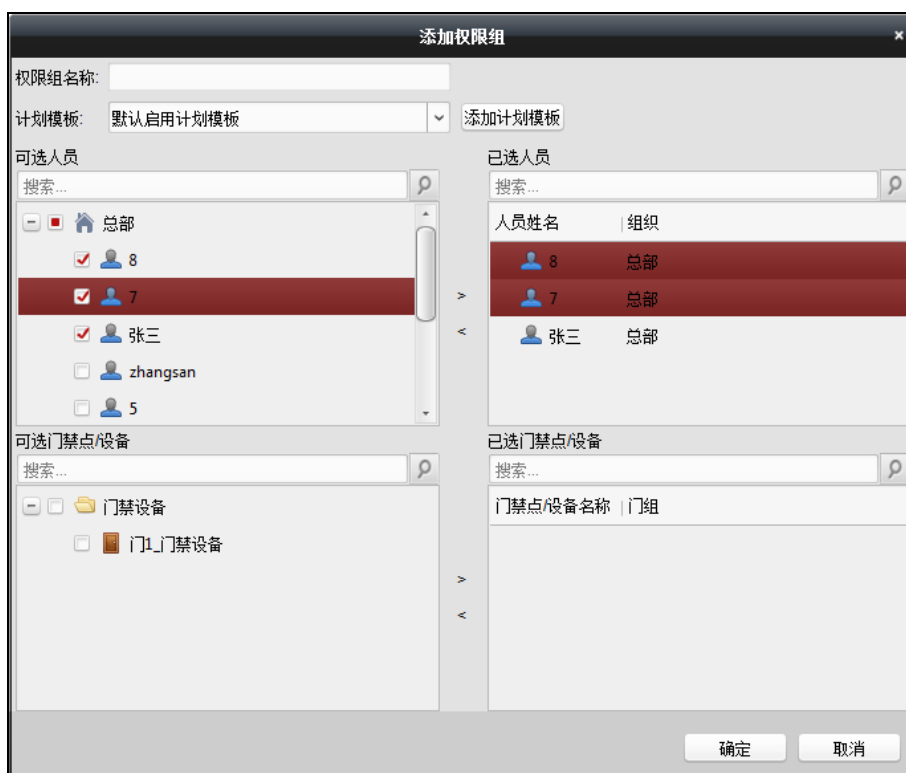 添加权限组 ×
权限组名称:
计划模板: 默认启用计划模板 添加计划模板
可选人员 已选人员
搜索... 搜索...
总部 人员姓名 组织
8 8 总部
7 > 7 总部
张三 < 张三 总部
zhangsan
5
可选门禁点/设备 已选门禁点/设备
搜索... 搜索...
门禁设备 门禁点/设备名称 门组
门1_门禁设备
>
<
确定 取消